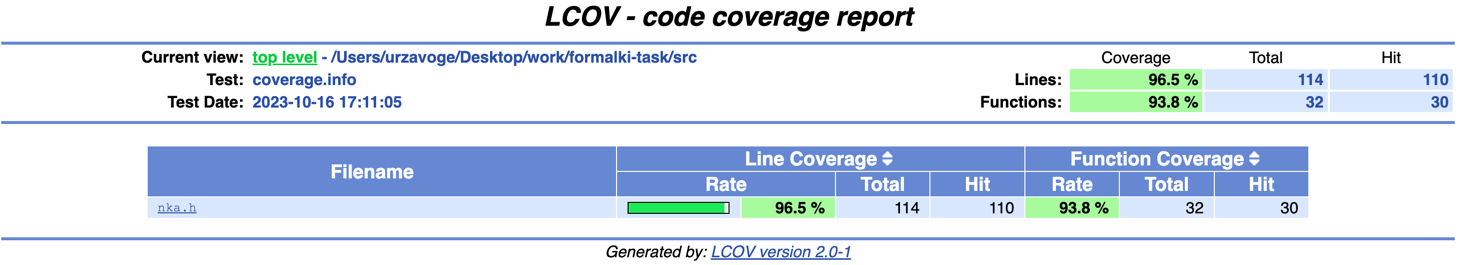 LCOV - code coverage report
Current view: top level - /Users/urzavoge/Desktop/work/formalki-task/src
Coverage Total Hit
Test: coverage.info
Lines: 96.5 % 114 110
Test Date: 2023-10-16 17:11:05
Functions: 93.8 % 32 30
Filename Line Coverage Function Coverage
Rate Total Hit Rate Total Hit
nka.h 96.5 % 114 110 93.8 % 32 30
Generated by: LCOV version 2.0-1